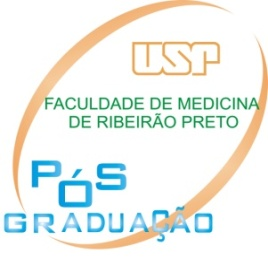 USP
FACULDADE DE MEDICINA
DE RIBEIRÃO PRETO
PÓS
GRADUAÇÃO